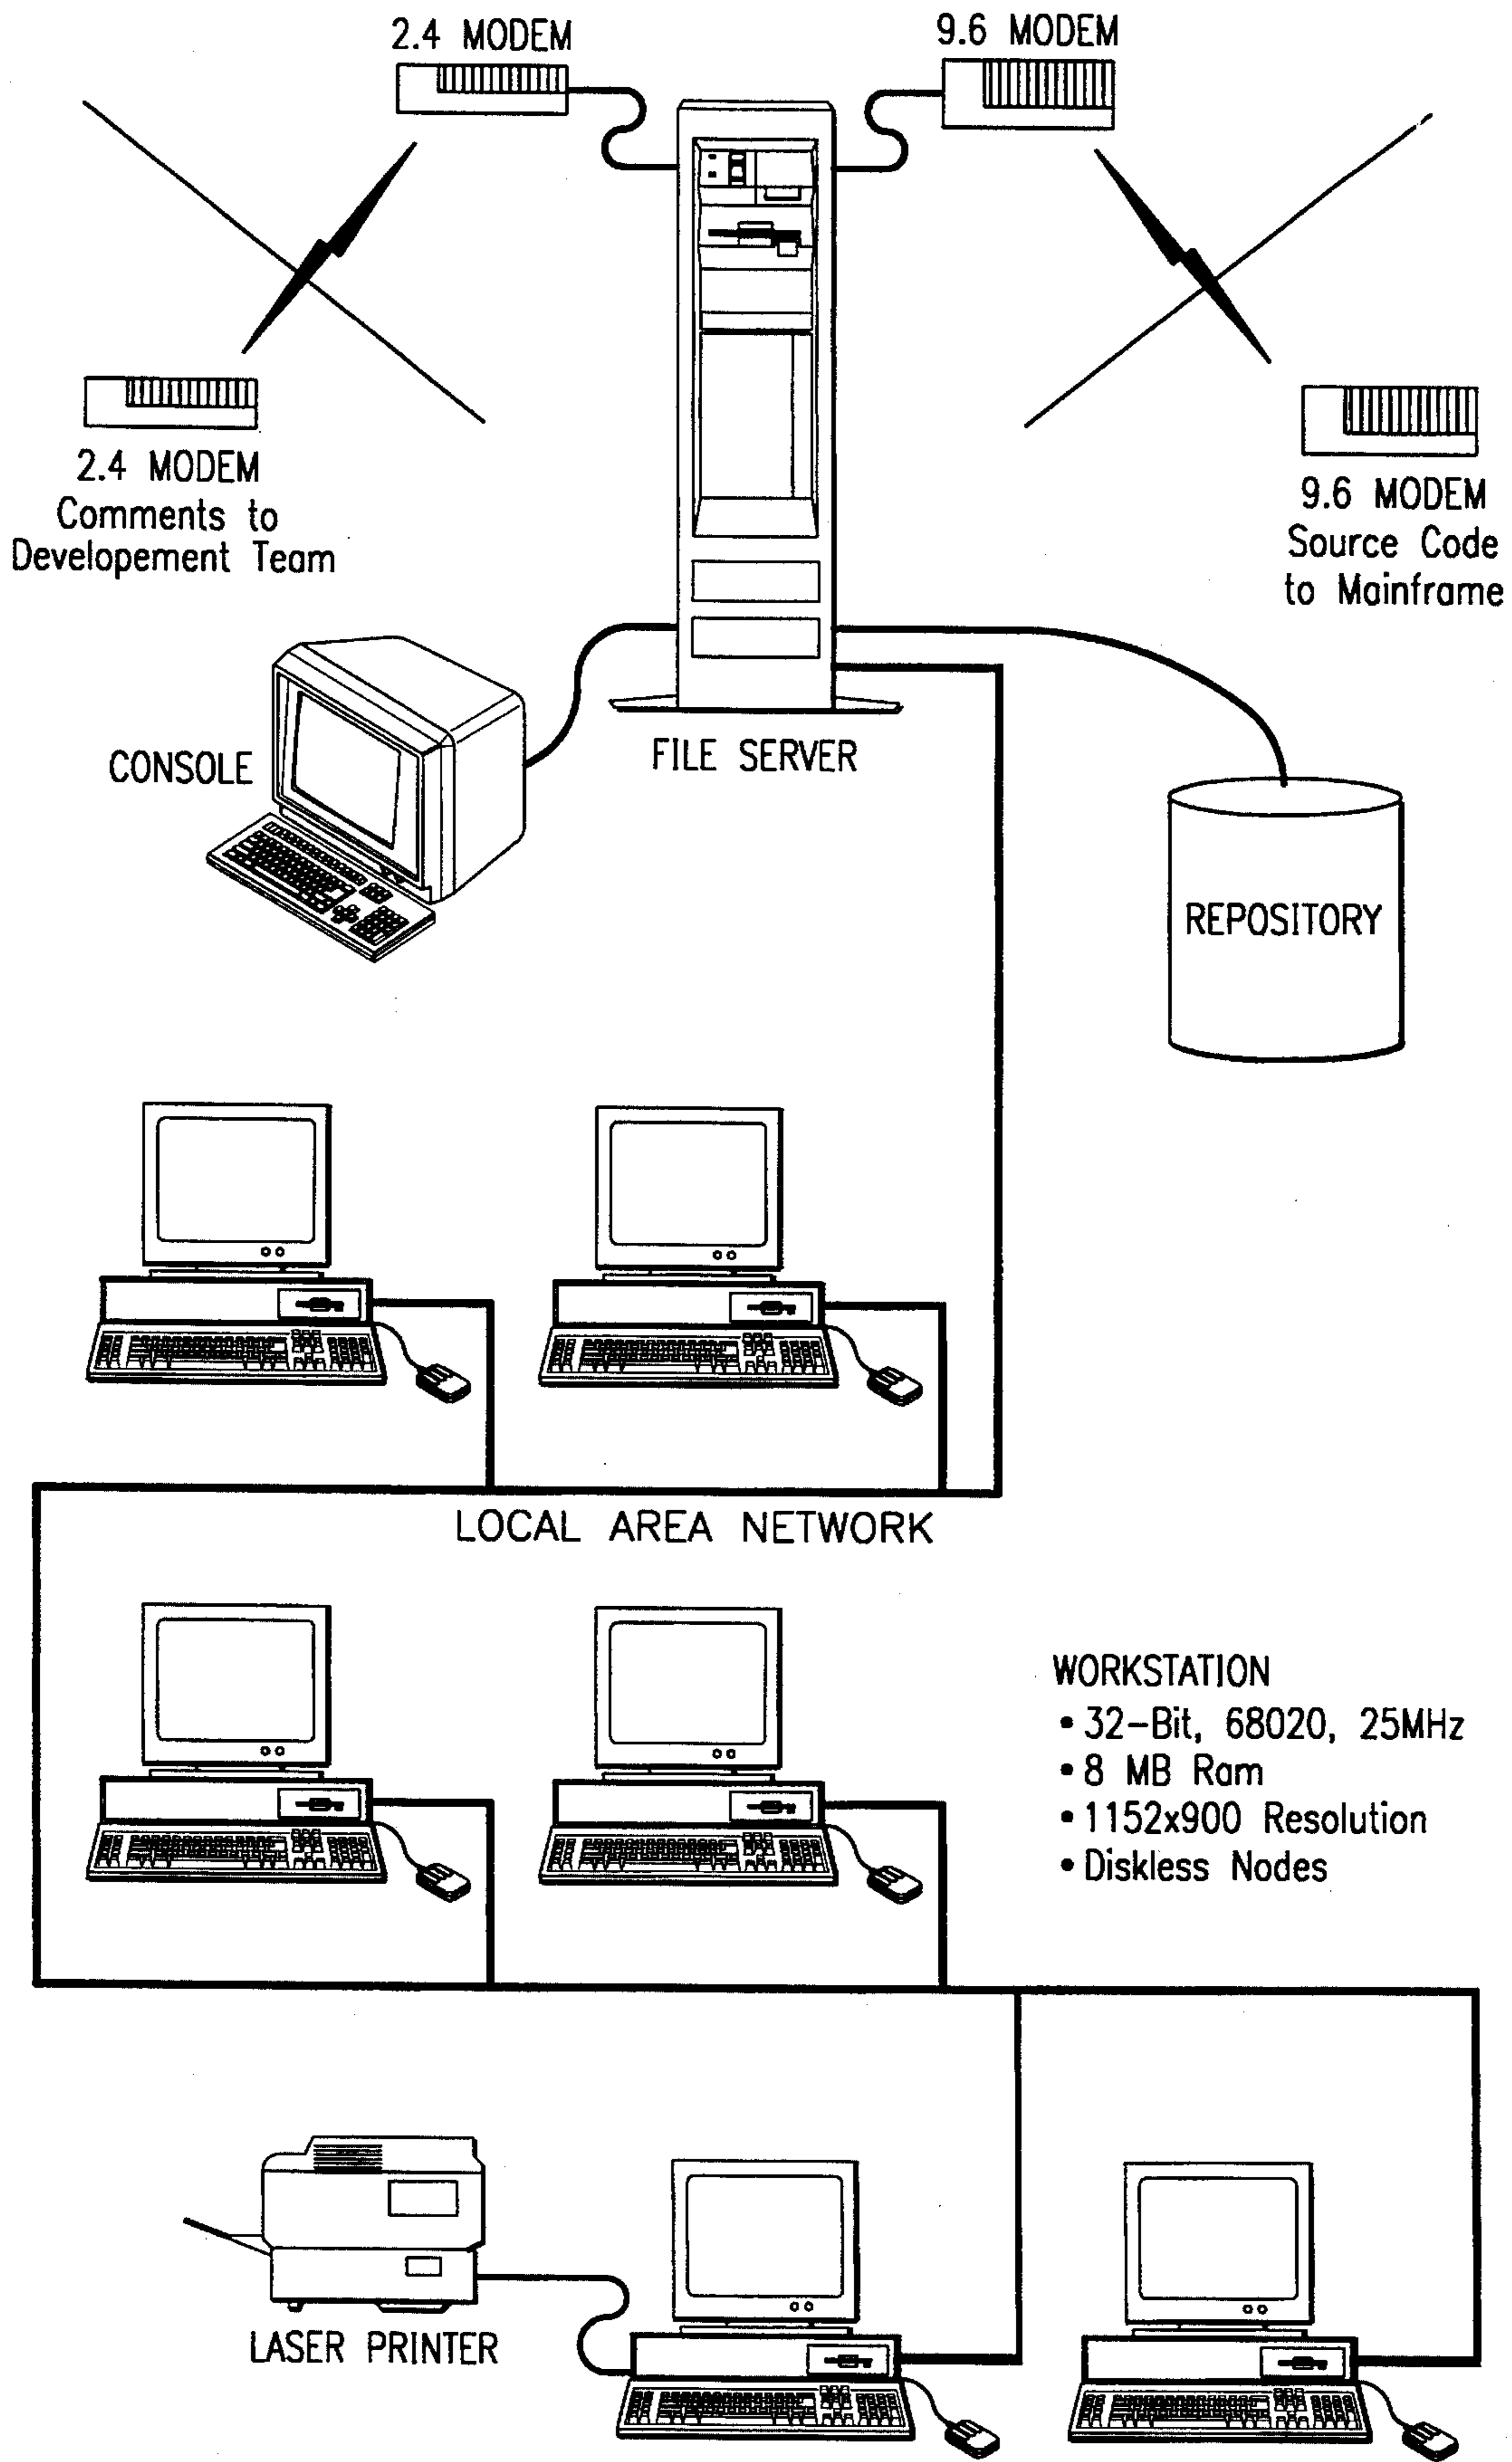 2.4 MODEM
9.6 MODEM
2.4 MODEM
Comments to
Developement Team
9.6 MODEM
Source Code
to Mainframe
CONSOLE
FILE SERVER
REPOSITORY
LOCAL AREA NETWORK
WORKSTATION
• 32-Bit, 68020, 25MHz
• 8 MB Ram
• 1152x900 Resolution
• Diskless Nodes
LASER PRINTER